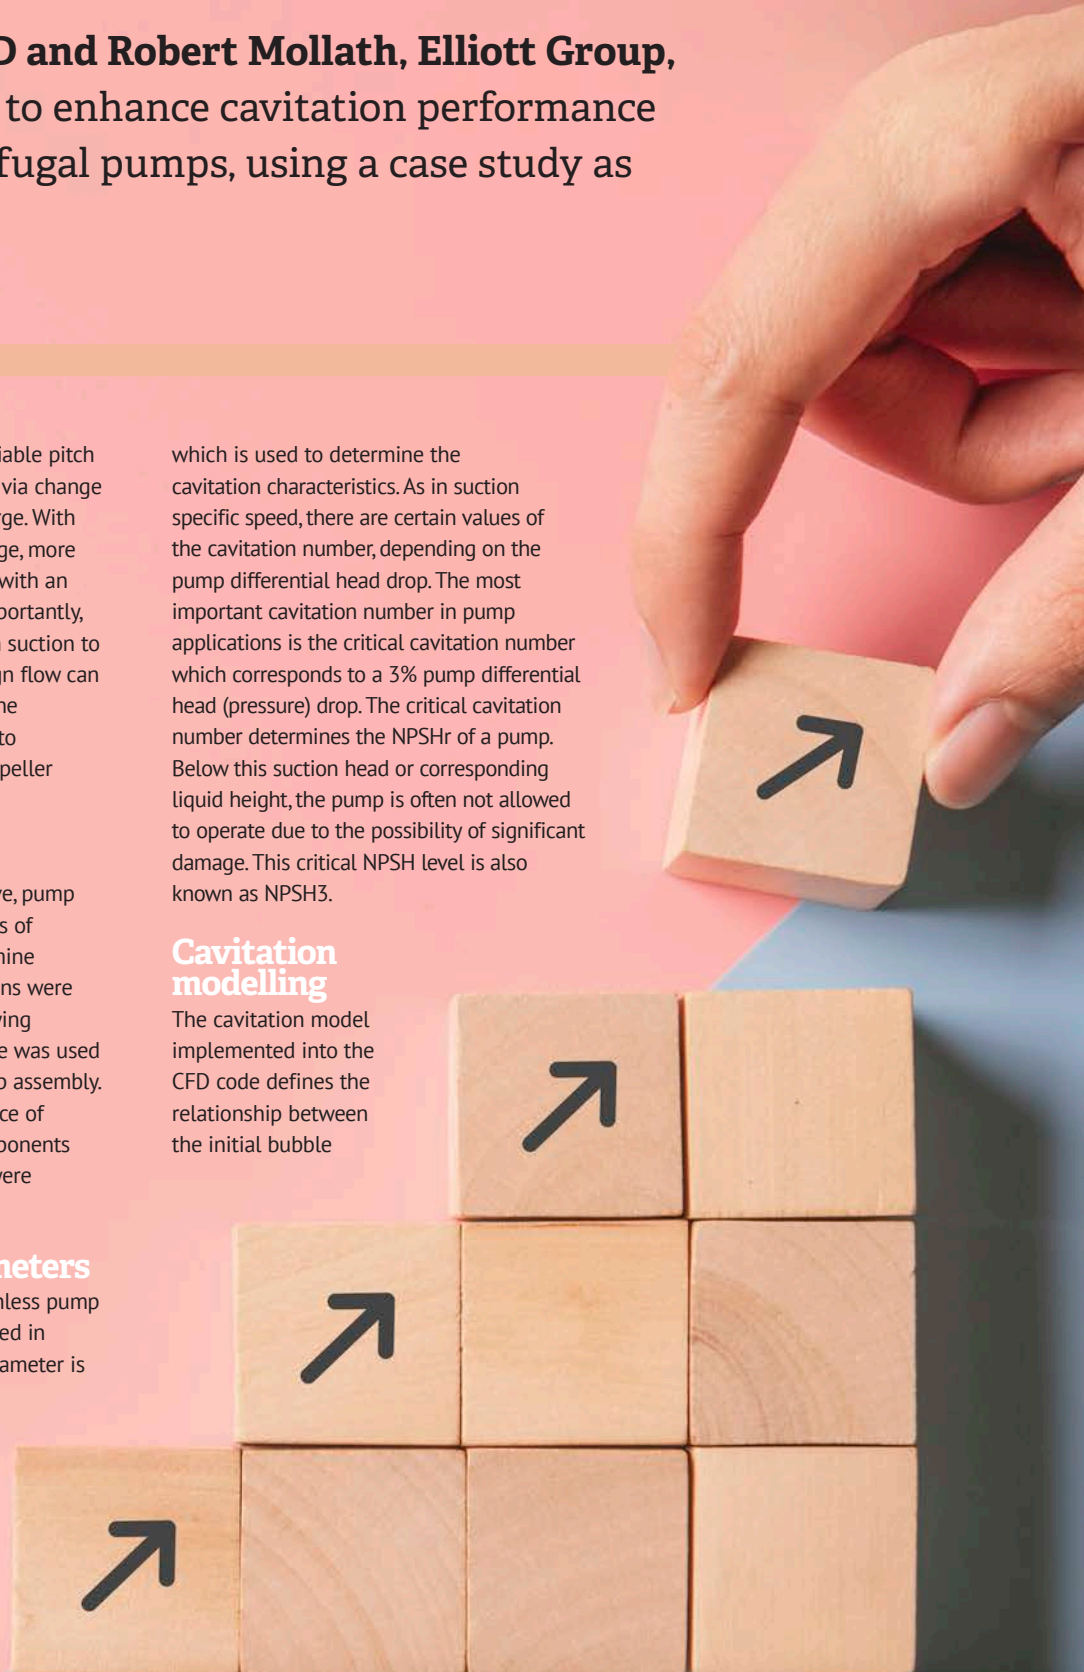 D and Robert Mollath, Elliott Group,
to enhance cavitation performance
fugal pumps, using a case study as
iable pitch
via change
rge. With
ge, more
with an
portantly,
suction to
gn flow can
ne
to
peller
ve, pump
s of
nine
ns were
ving
e was used
assembly.
ce of
ponents
were
neters
nless pump
ed in
ameter is
which is used to determine the
cavitation characteristics. As in suction
specific speed, there are certain values of
the cavitation number, depending on the
pump differential head drop. The most
important cavitation number in pump
applications is the critical cavitation number
which corresponds to a 3% pump differential
head (pressure) drop. The critical cavitation
number determines the NPSHr of a pump.
Below this suction head or corresponding
liquid height, the pump is often not allowed
to operate due to the possibility of significant
damage. This critical NPSH level is also
known as NPSH3.
Cavitation
modelling
The cavitation model
implemented into the
CFD code defines the
relationship between
the initial bubble